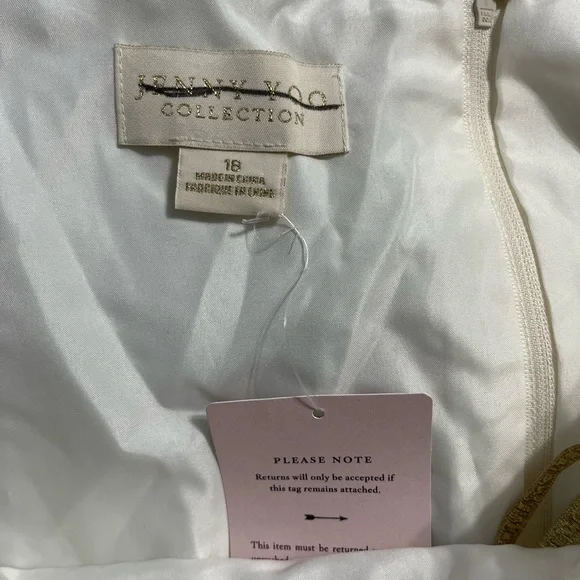 JENNY YOO
COLLECTION
18
MADE IN CHINA
FABRIQUE EN CHINE
PLEASE NOTE
Returns will only be accepted if
this tag remains attached.
This item must be returned